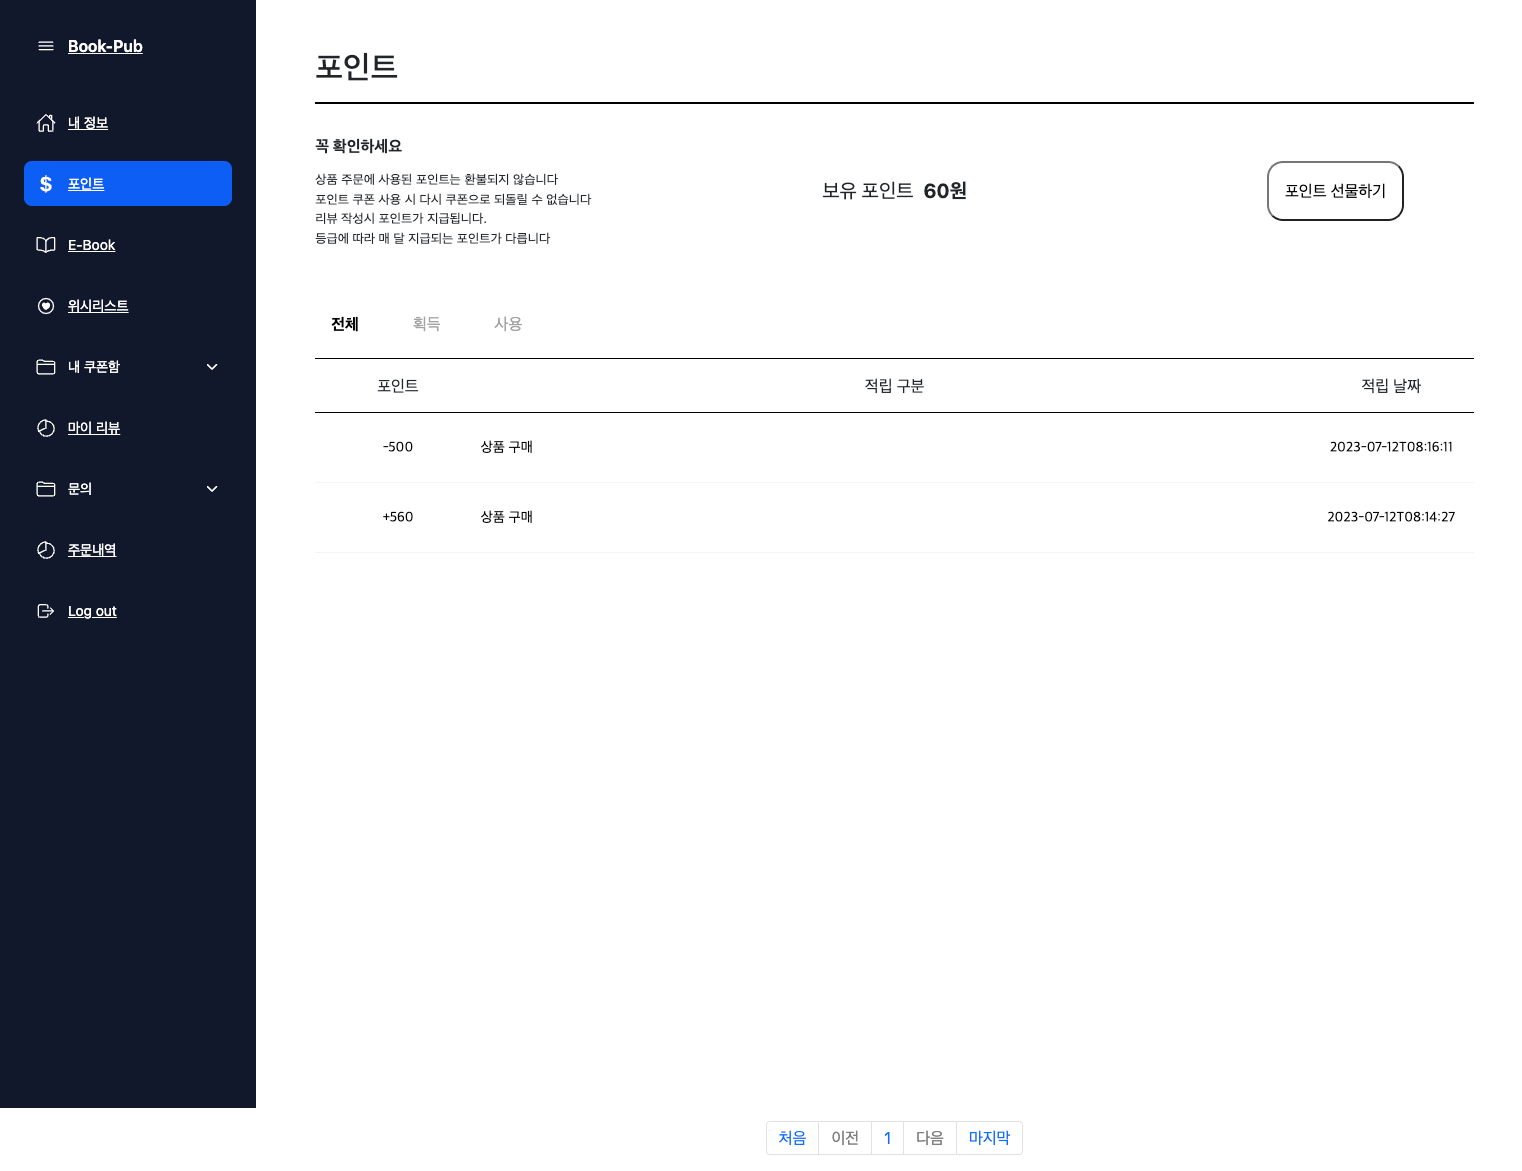 Book-Pub
내 정보
포인트
E-Book
위시리스트
내 쿠폰함
마이 리뷰
문의
주문내역
Log out
포인트
꼭 확인하세요
상품 주문에 사용된 포인트는 환불되지 않습니다
포인트 쿠폰 사용 시 다시 쿠폰으로 되돌릴 수 없습니다
리뷰 작성시 포인트가 지급됩니다.
등급에 따라 매 달 지급되는 포인트가 다릅니다
보유 포인트 60원
포인트 선물하기
전체 획득 사용
포인트 적립 구분 적립 날짜
-500 상품 구매 2023-07-12T08:16:11
+560 상품 구매 2023-07-12T08:14:27
처음 이전 1 다음 마지막